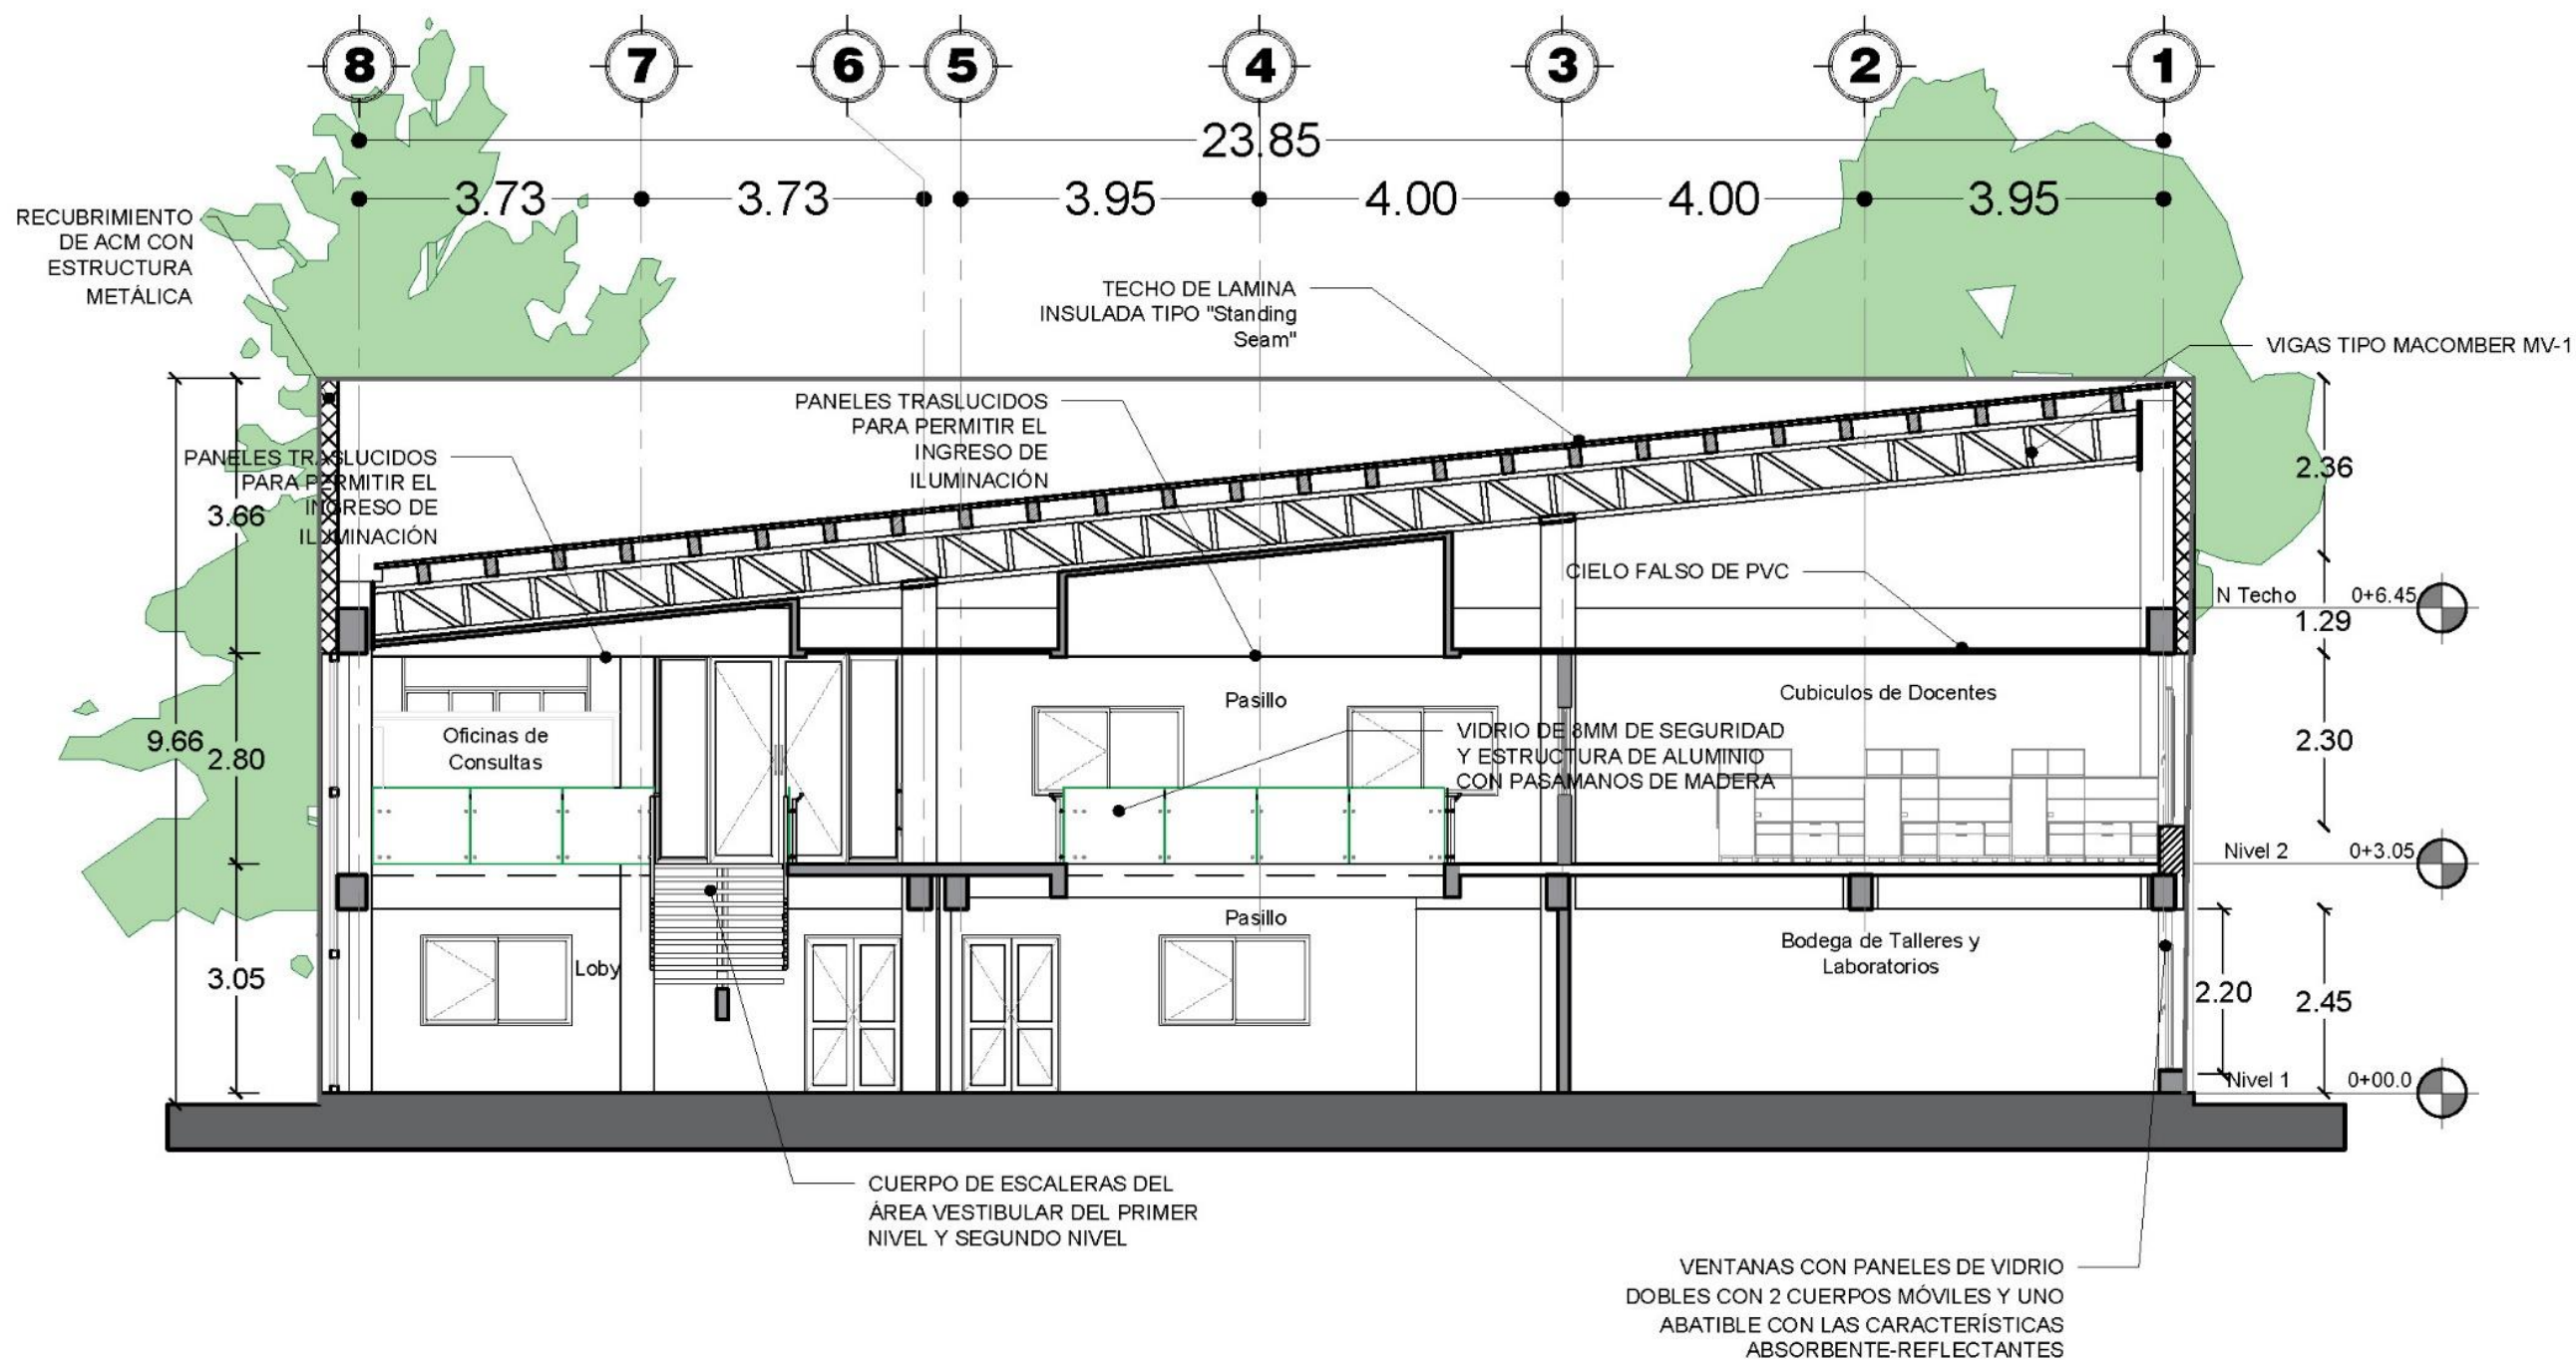 8 7 6 5 4 3 2 1
23.85
3.73 3.73 3.95 4.00 4.00 3.95
RECUBRIMIENTO
DE ACM CON
ESTRUCTURA
METÁLICA
TECHO DE LAMINA
INSULADA TIPO "Standing
Seam"
VIGAS TIPO MACOMBER MV-1
PANELES TRASLUCIDOS
PARA PERMITIR EL
INGRESO DE
ILUMINACIÓN
PANELES TRASLUCIDOS
PARA PERMITIR EL
INGRESO DE
ILUMINACIÓN
3.66
2.36
CIELO FALSO DE PVC
N Techo 0+6.45
1.29
Pasillo
Cubiculos de Docentes
Oficinas de
Consultas
VIDRIO DE 8MM DE SEGURIDAD
Y ESTRUCTURA DE ALUMINIO
CON PASAMANOS DE MADERA
9.66
2.80
2.30
Nivel 2 0+3.05
Pasillo
Loby
Bodega de Talleres y
Laboratorios
3.05
2.20
2.45
Nivel 1 0+00.0
CUERPO DE ESCALERAS DEL
ÁREA VESTIBULAR DEL PRIMER
NIVEL Y SEGUNDO NIVEL
VENTANAS CON PANELES DE VIDRIO
DOBLES CON 2 CUERPOS MÓVILES Y UNO
ABATIBLE CON LAS CARACTERÍSTICAS
ABSORBENTE-REFLECTANTES